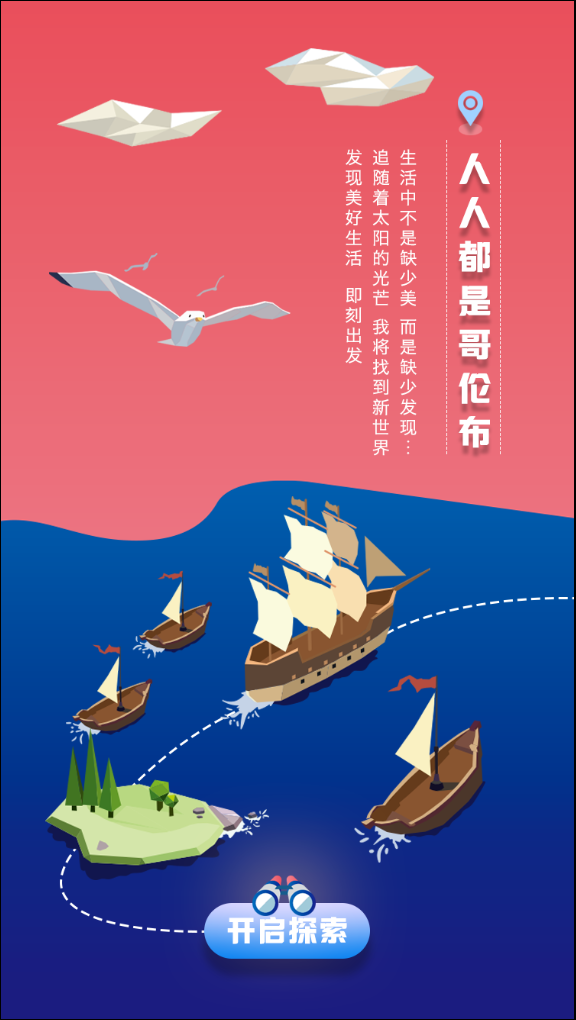 人人都是哥伦布
生活中不是缺少美 而是缺少发现…
追随着太阳的光芒 我将找到新世界
发现美好生活 即刻出发
开启探索